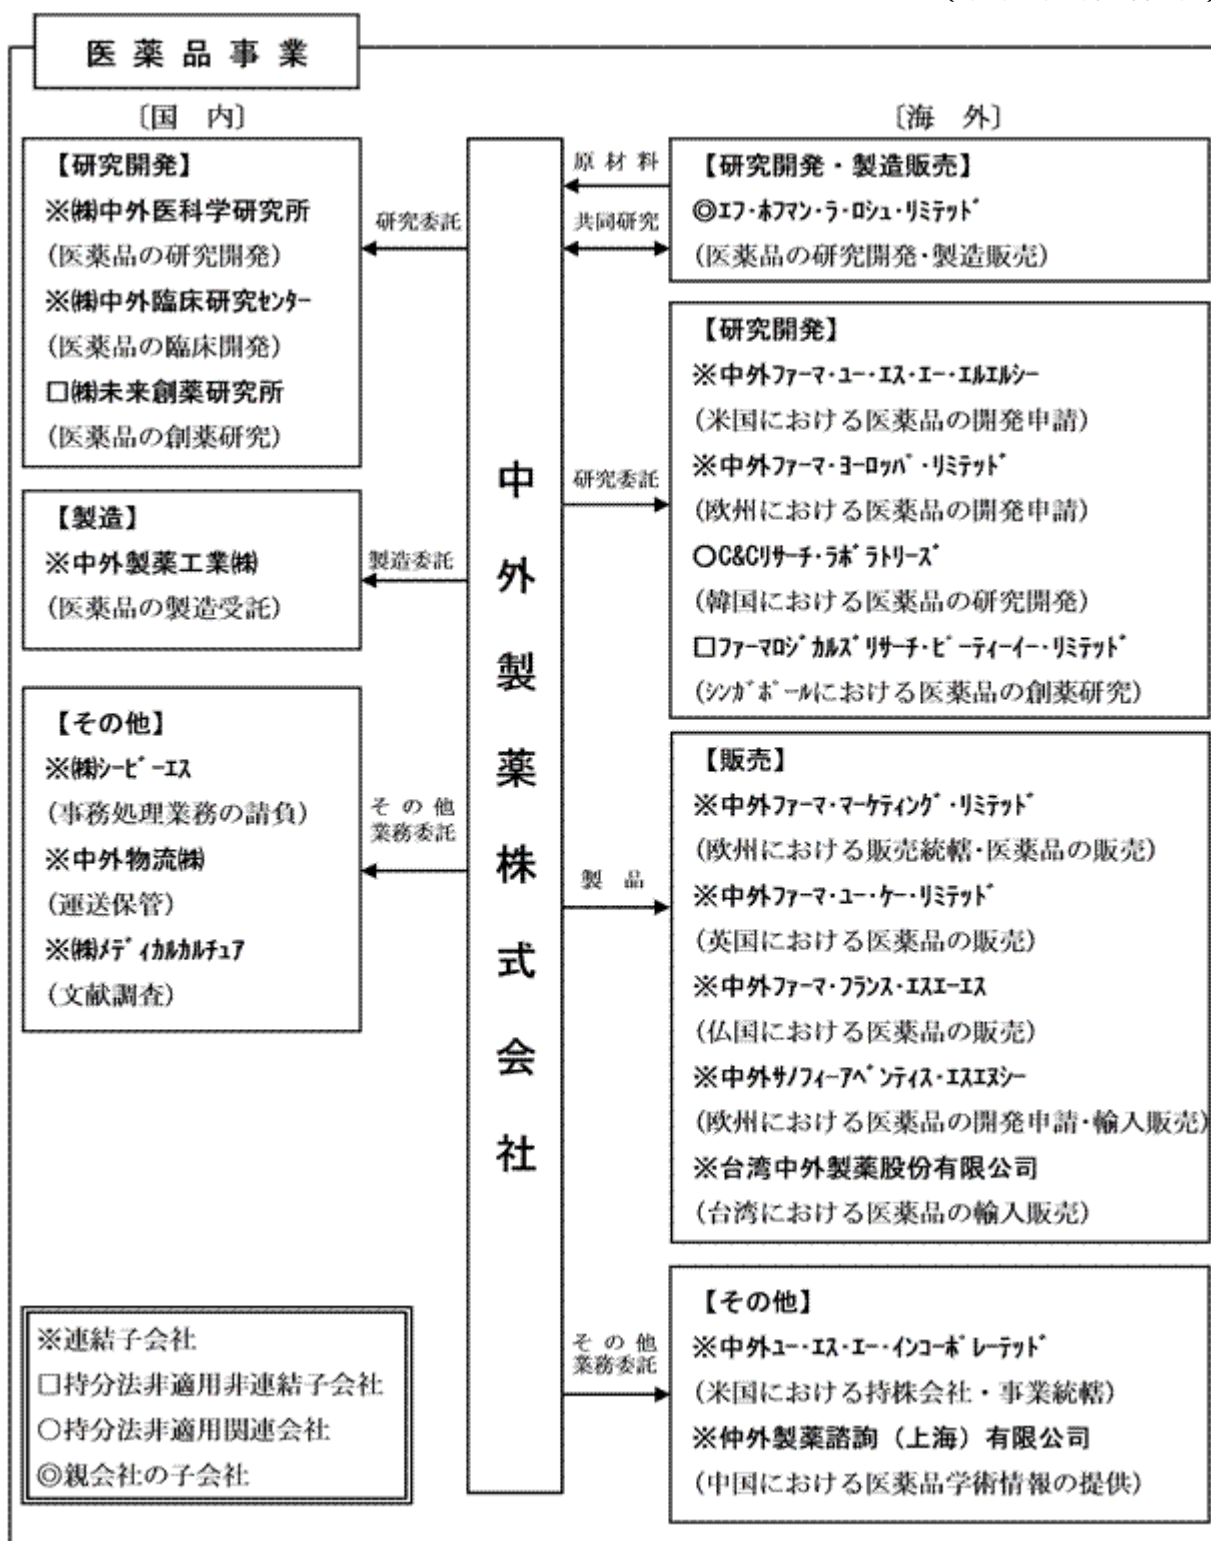 医薬品事業
〔国　内〕
【研究開発】
※㈱中外医科学研究所
(医薬品の研究開発)
※㈱中外臨床研究ｾﾝﾀｰ
(医薬品の臨床開発)
□㈱未来創薬研究所
(医薬品の創薬研究)
研究委託
【製造】
※中外製薬工業㈱
(医薬品の製造受託)
製造委託
【その他】
※㈱ｼｰﾋﾞｰｴｽ
(事務処理業務の請負)
※中外物流㈱
(運送保管)
※㈱ﾒﾃﾞｨｶﾙｶﾙﾁｭｱ
(文献調査)
その他
業務委託
中外製薬株式会社
〔海　外〕
原材料
共同研究
【研究開発・製造販売】
◎ｴﾌ･ﾎﾌﾏﾝ･ﾗ･ﾛｼｭ･ﾘﾐﾃｯﾄﾞ
(医薬品の研究開発･製造販売)
研究委託
【研究開発】
※中外ﾌｧｰﾏ･ﾕｰ･ｴｽ･ｴｰ･ｴﾙｴﾙｼｰ
(米国における医薬品の開発申請)
※中外ﾌｧｰﾏ･ﾖｰﾛｯﾊﾟ･ﾘﾐﾃｯﾄﾞ
(欧州における医薬品の開発申請)
○C&Cﾘｻｰﾁ･ﾗﾎﾞﾗﾄﾘｰｽﾞ
(韓国における医薬品の研究開発)
□ﾌｧｰﾏﾛｼﾞｶﾙｽﾞﾘｻｰﾁ･ﾋﾟｰﾃｨｰｲｰ･ﾘﾐﾃｯﾄﾞ
(ｼﾝｶﾞﾎﾟｰﾙにおける医薬品の創薬研究)
製　品
【販売】
※中外ﾌｧｰﾏ･ﾏｰｹﾃｨﾝｸﾞ･ﾘﾐﾃｯﾄﾞ
(欧州における販売統轄･医薬品の販売)
※中外ﾌｧｰﾏ･ﾕｰ･ｹｰ･ﾘﾐﾃｯﾄﾞ
(英国における医薬品の販売)
※中外ﾌｧｰﾏ･ﾌﾗﾝｽ･ｴｽｴｰｴｽ
(仏国における医薬品の販売)
※中外ｻﾉﾌｨｰｱﾍﾞﾝﾃｨｽ･ｴｽｴﾇｼｰ
(欧州における医薬品の開発申請･輸入販売)
※台湾中外製薬股份有限公司
(台湾における医薬品の輸入販売)
その他
業務委託
【その他】
※中外ﾕｰ･ｴｽ･ｴｰ･ｲﾝｺｰﾎﾟﾚｰﾃｯﾄﾞ
(米国における持株会社・事業統轄)
※仲外製薬諮詢（上海）有限公司
(中国における医薬品学術情報の提供)
※連結子会社
□持分法非適用非連結子会社
○持分法非適用関連会社
◎親会社の子会社